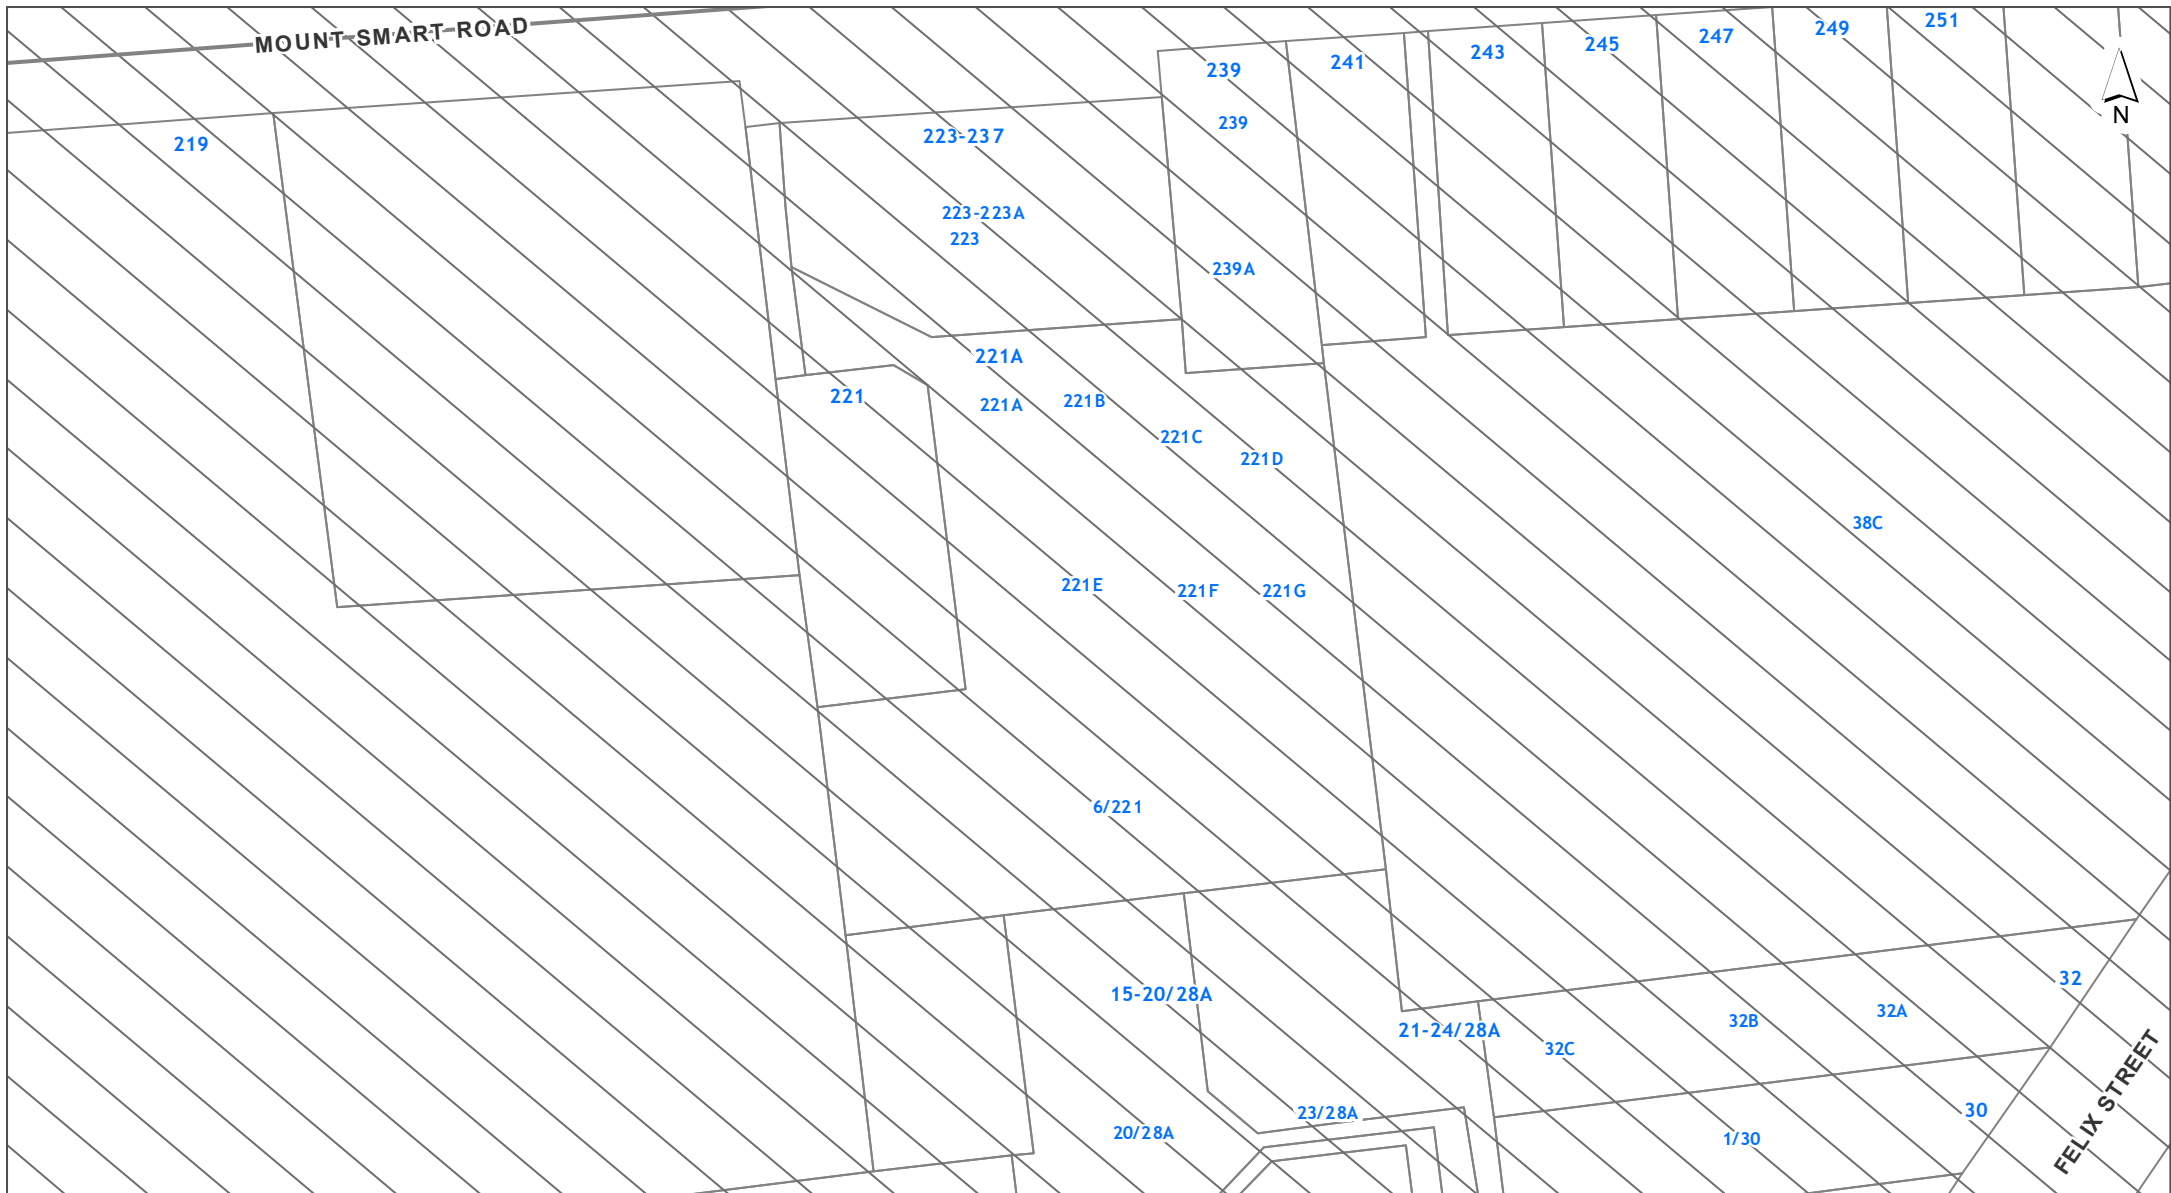 MOUNT SMART ROAD
251
249
247
245
243
241
239
239
239A
N
219
223-237
223-223A
223
221A
221
221A
221B
221C
221D
38C
221E
221F
221G
6/221
15-20/28A
21-24/28A
32
32A
32B
32C
FELIX STREET
30
1/30
23/28A
20/28A